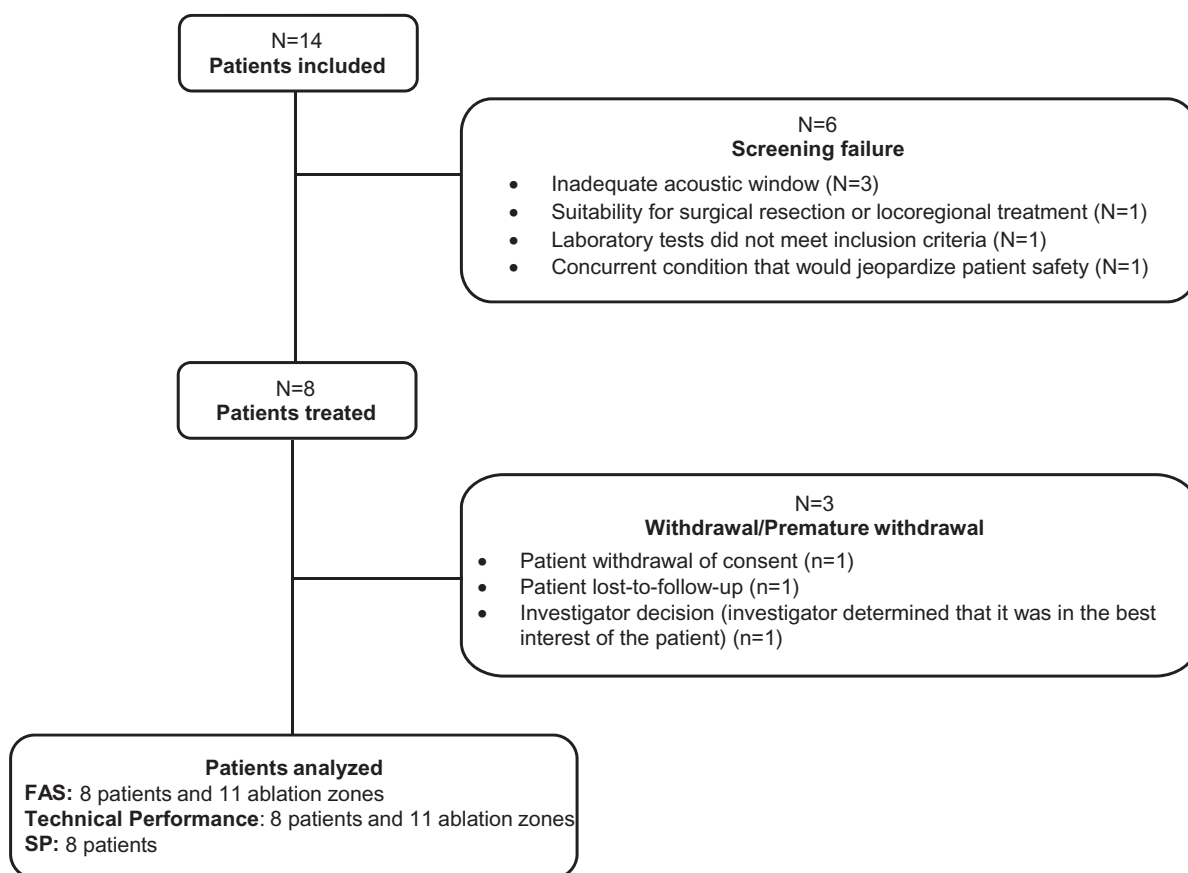 N=14
Patients included
N=6
Screening failure
• Inadequate acoustic window (N=3)
• Suitability for surgical resection or locoregional treatment (N=1)
• Laboratory tests did not meet inclusion criteria (N=1)
• Concurrent condition that would jeopardize patient safety (N=1)
N=8
Patients treated
N=3
Withdrawal/Premature withdrawal
• Patient withdrawal of consent (n=1)
• Patient lost-to-follow-up (n=1)
• Investigator decision (investigator determined that it was in the best
interest of the patient) (n=1)
Patients analyzed
FAS: 8 patients and 11 ablation zones
Technical Performance: 8 patients and 11 ablation zones
SP: 8 patients